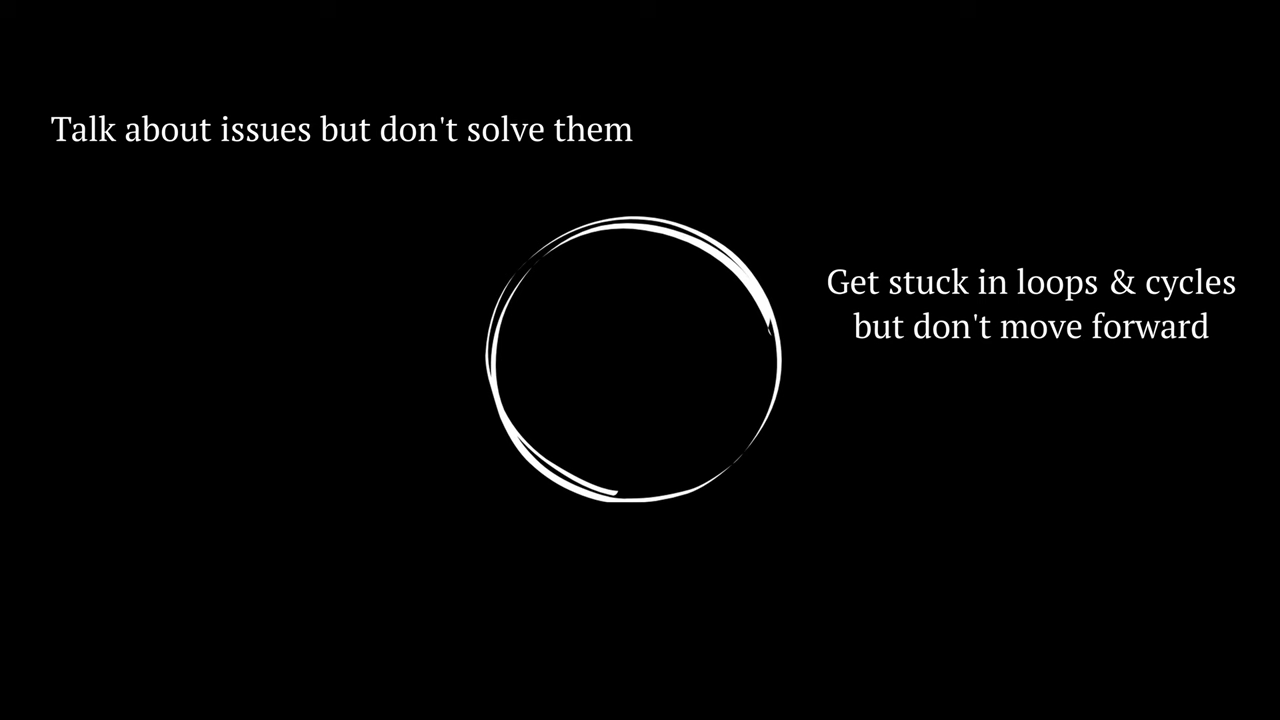 Talk about issues but don't solve them
Get stuck in loops & cycles
but don't move forward